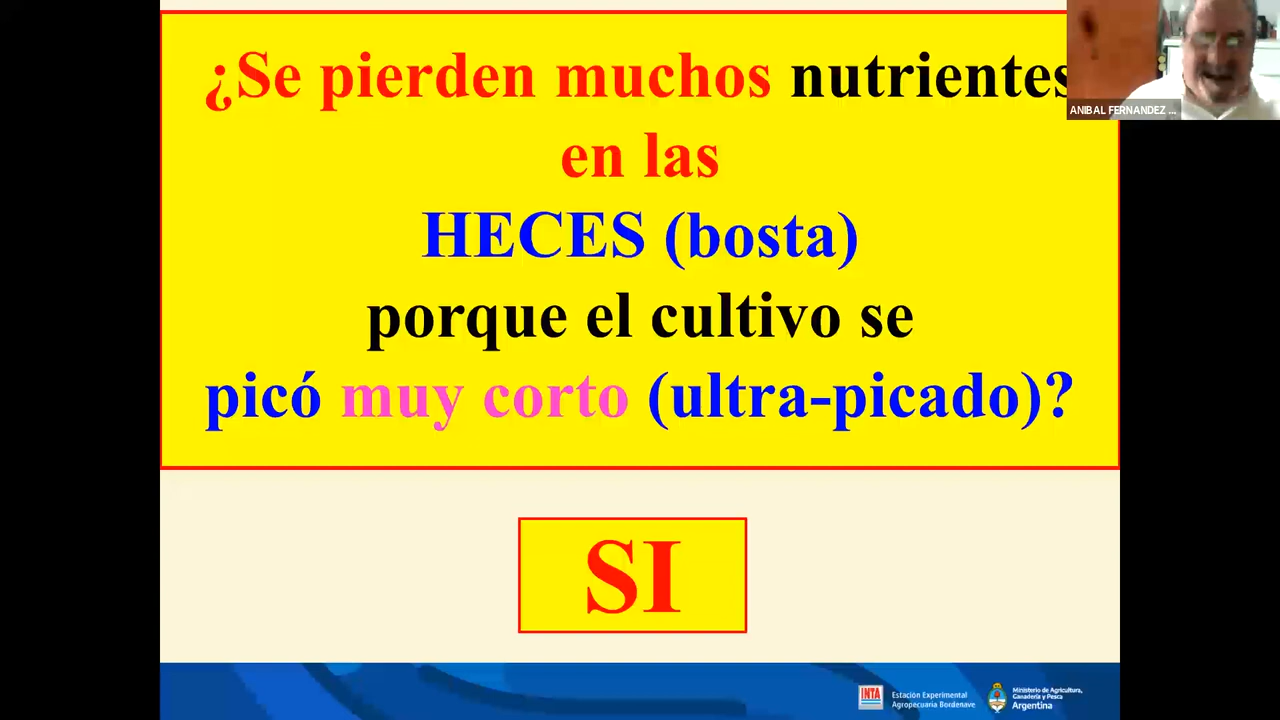 ¿Se pierden muchos nutrientes
en las
HECES (bosta)
porque el cultivo se
picó muy corto (ultra-picado)?
SI
ANIBAL FERNANDEZ ...
INTA
Estación Experimental
Agropecuaria Bordenave
Ministerio de Agricultura,
Ganadería y Pesca
Argentina